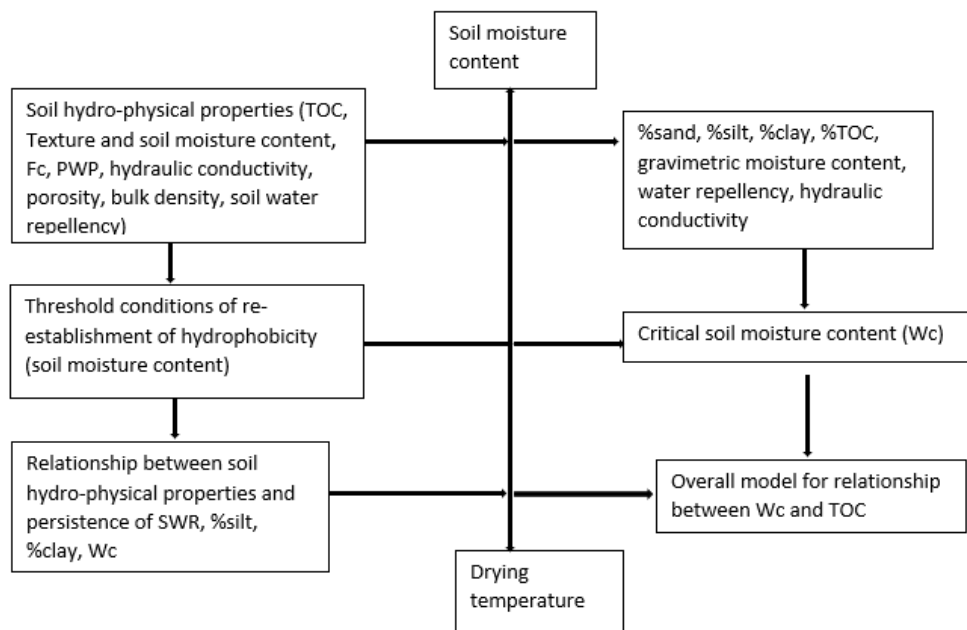 Soil moisture
content
Soil hydro-physical properties (TOC,
Texture and soil moisture content,
Fc, PWP, hydraulic conductivity,
porosity, bulk density, soil water
repellency)
%sand, %silt, %clay, %TOC,
gravimetric moisture content,
water repellency, hydraulic
conductivity
Threshold conditions of re-
establishment of hydrophobicity
(soil moisture content)
Critical soil moisture content (Wc)
Relationship between soil
hydro-physical properties and
persistence of SWR, %silt,
%clay, Wc
Overall model for relationship
between Wc and TOC
Drying
temperature